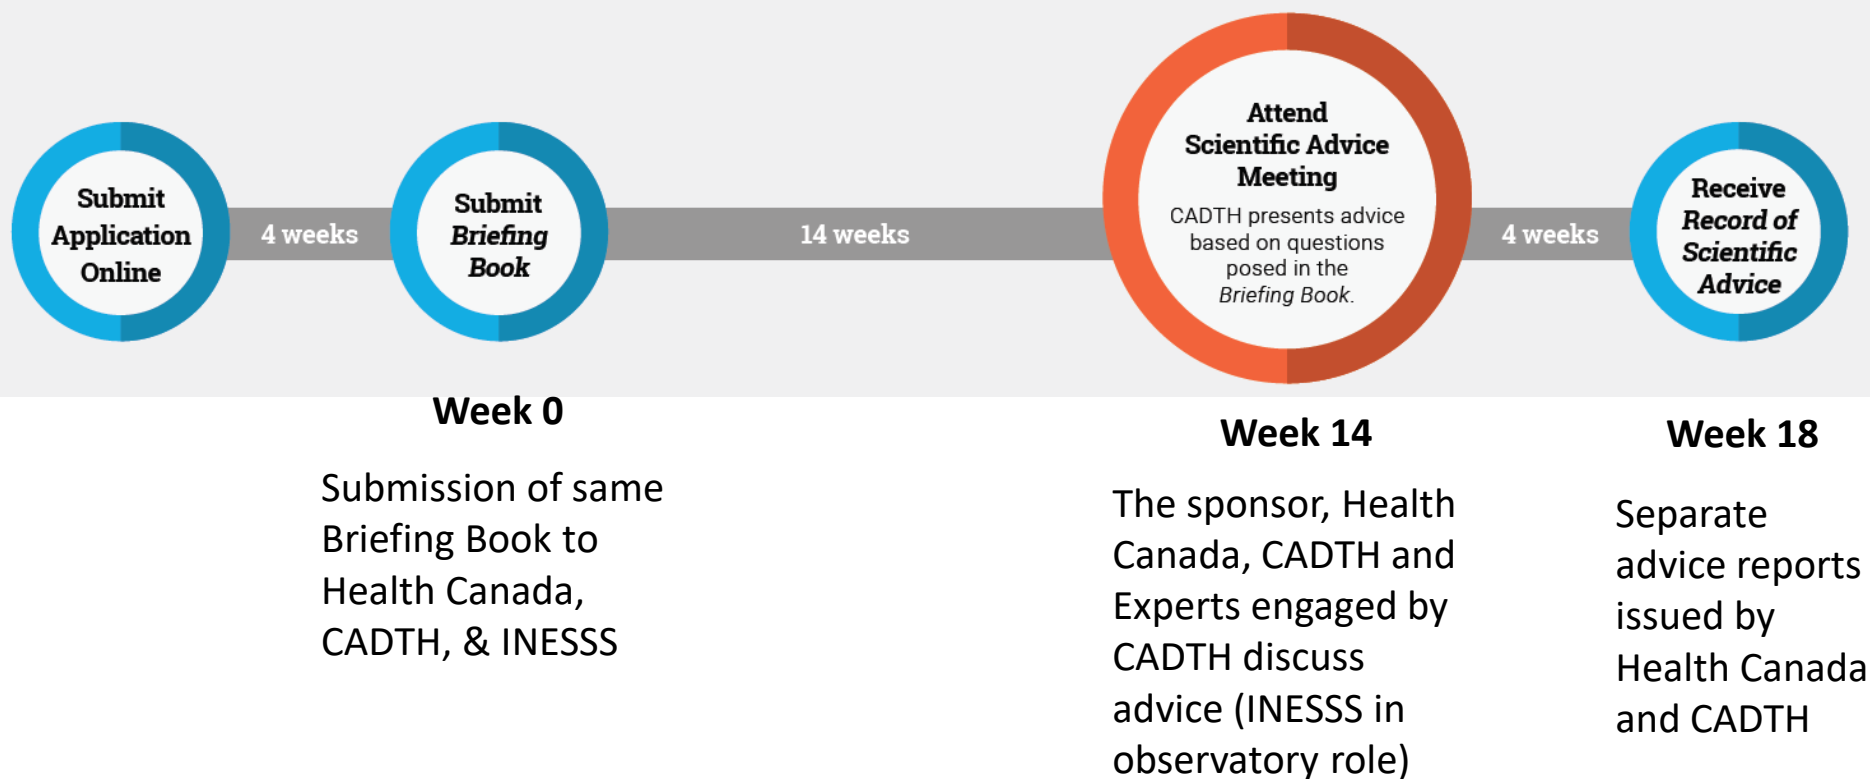 Submit
Application
Online
4 weeks
Submit
Briefing
Book
14 weeks
Attend
Scientific Advice
Meeting
CADTH presents advice
based on questions
posed in the
Briefing Book.
4 weeks
Receive
Record of
Scientific
Advice
Week 0
Submission of same
Briefing Book to
Health Canada,
CADTH, & INESSS
Week 14
The sponsor, Health
Canada, CADTH and
Experts engaged by
CADTH discuss
advice (INESSS in
observatory role)
Week 18
Separate
advice reports
issued by
Health Canada
and CADTH